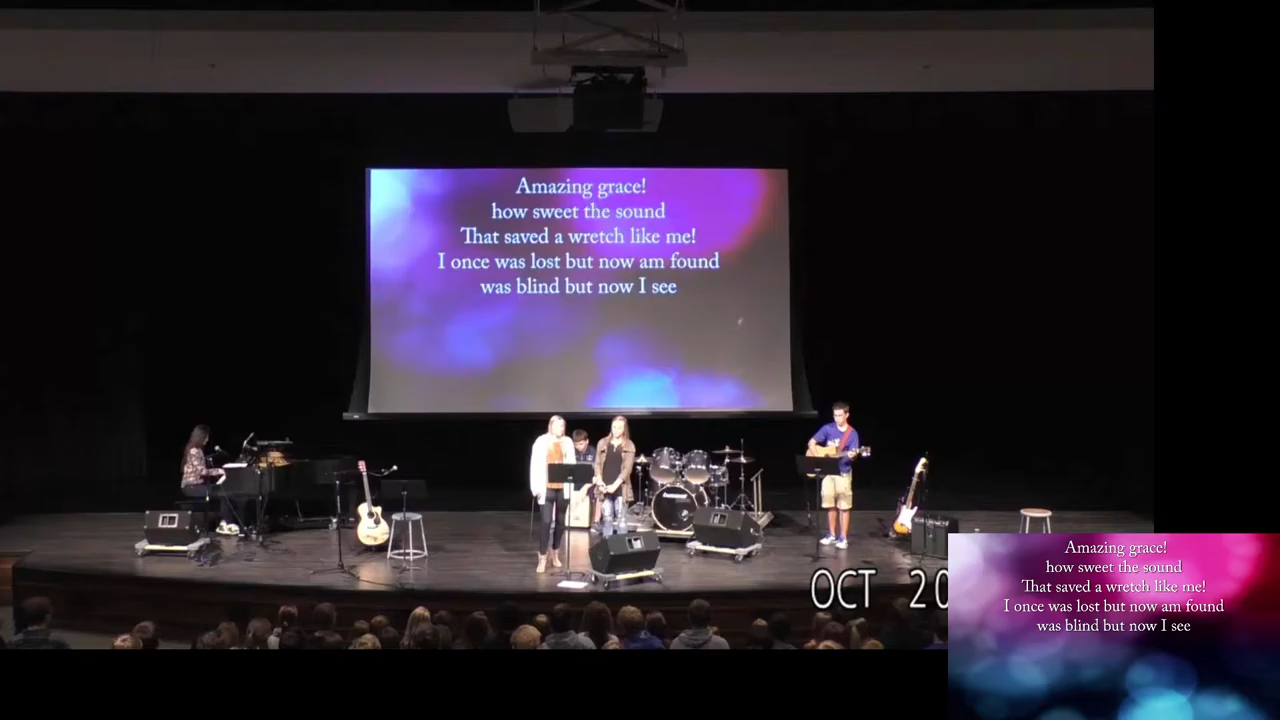 Amazing grace!
how sweet the sound
That saved a wretch like me!
I once was lost but now am found
was blind but now I see
OCT 20
Amazing grace!
how sweet the sound
That saved a wretch like me!
I once was lost but now am found
was blind but now I see